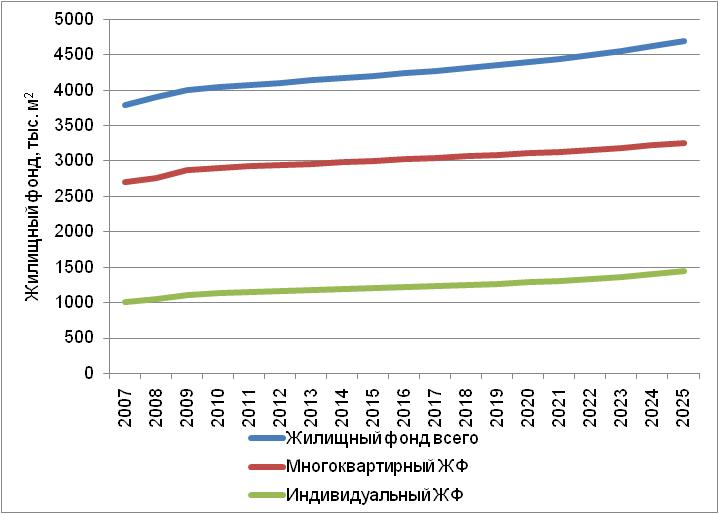 5000
4500
4000
3500
3000
2500
2000
1500
1000
500
0
Жилищный фонд, тыс. м²
2007 2008 2009 2010 2011 2012 2013 2014 2015 2016 2017 2018 2019 2020 2021 2022 2023 2024 2025
Жилищный фонд всего
Многоквартирный ЖФ
Индивидуальный ЖФ